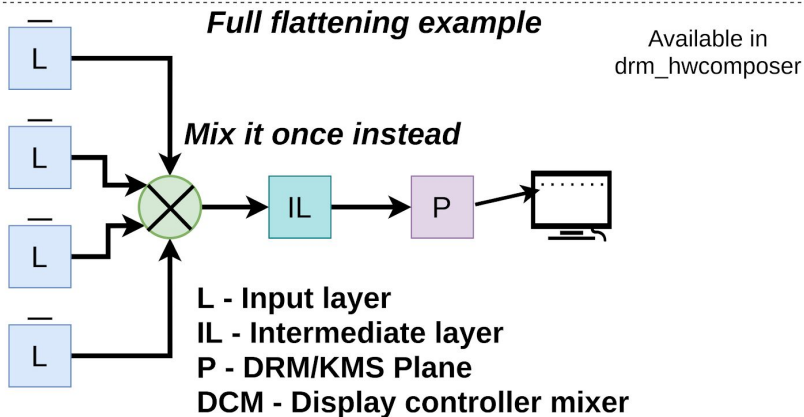 Full flattening example
Available in
drm_hwcomposer
L
Mix it once instead
L
IL
P
L
L
L - Input layer
IL - Intermediate layer
P - DRM/KMS Plane
DCM - Display controller mixer